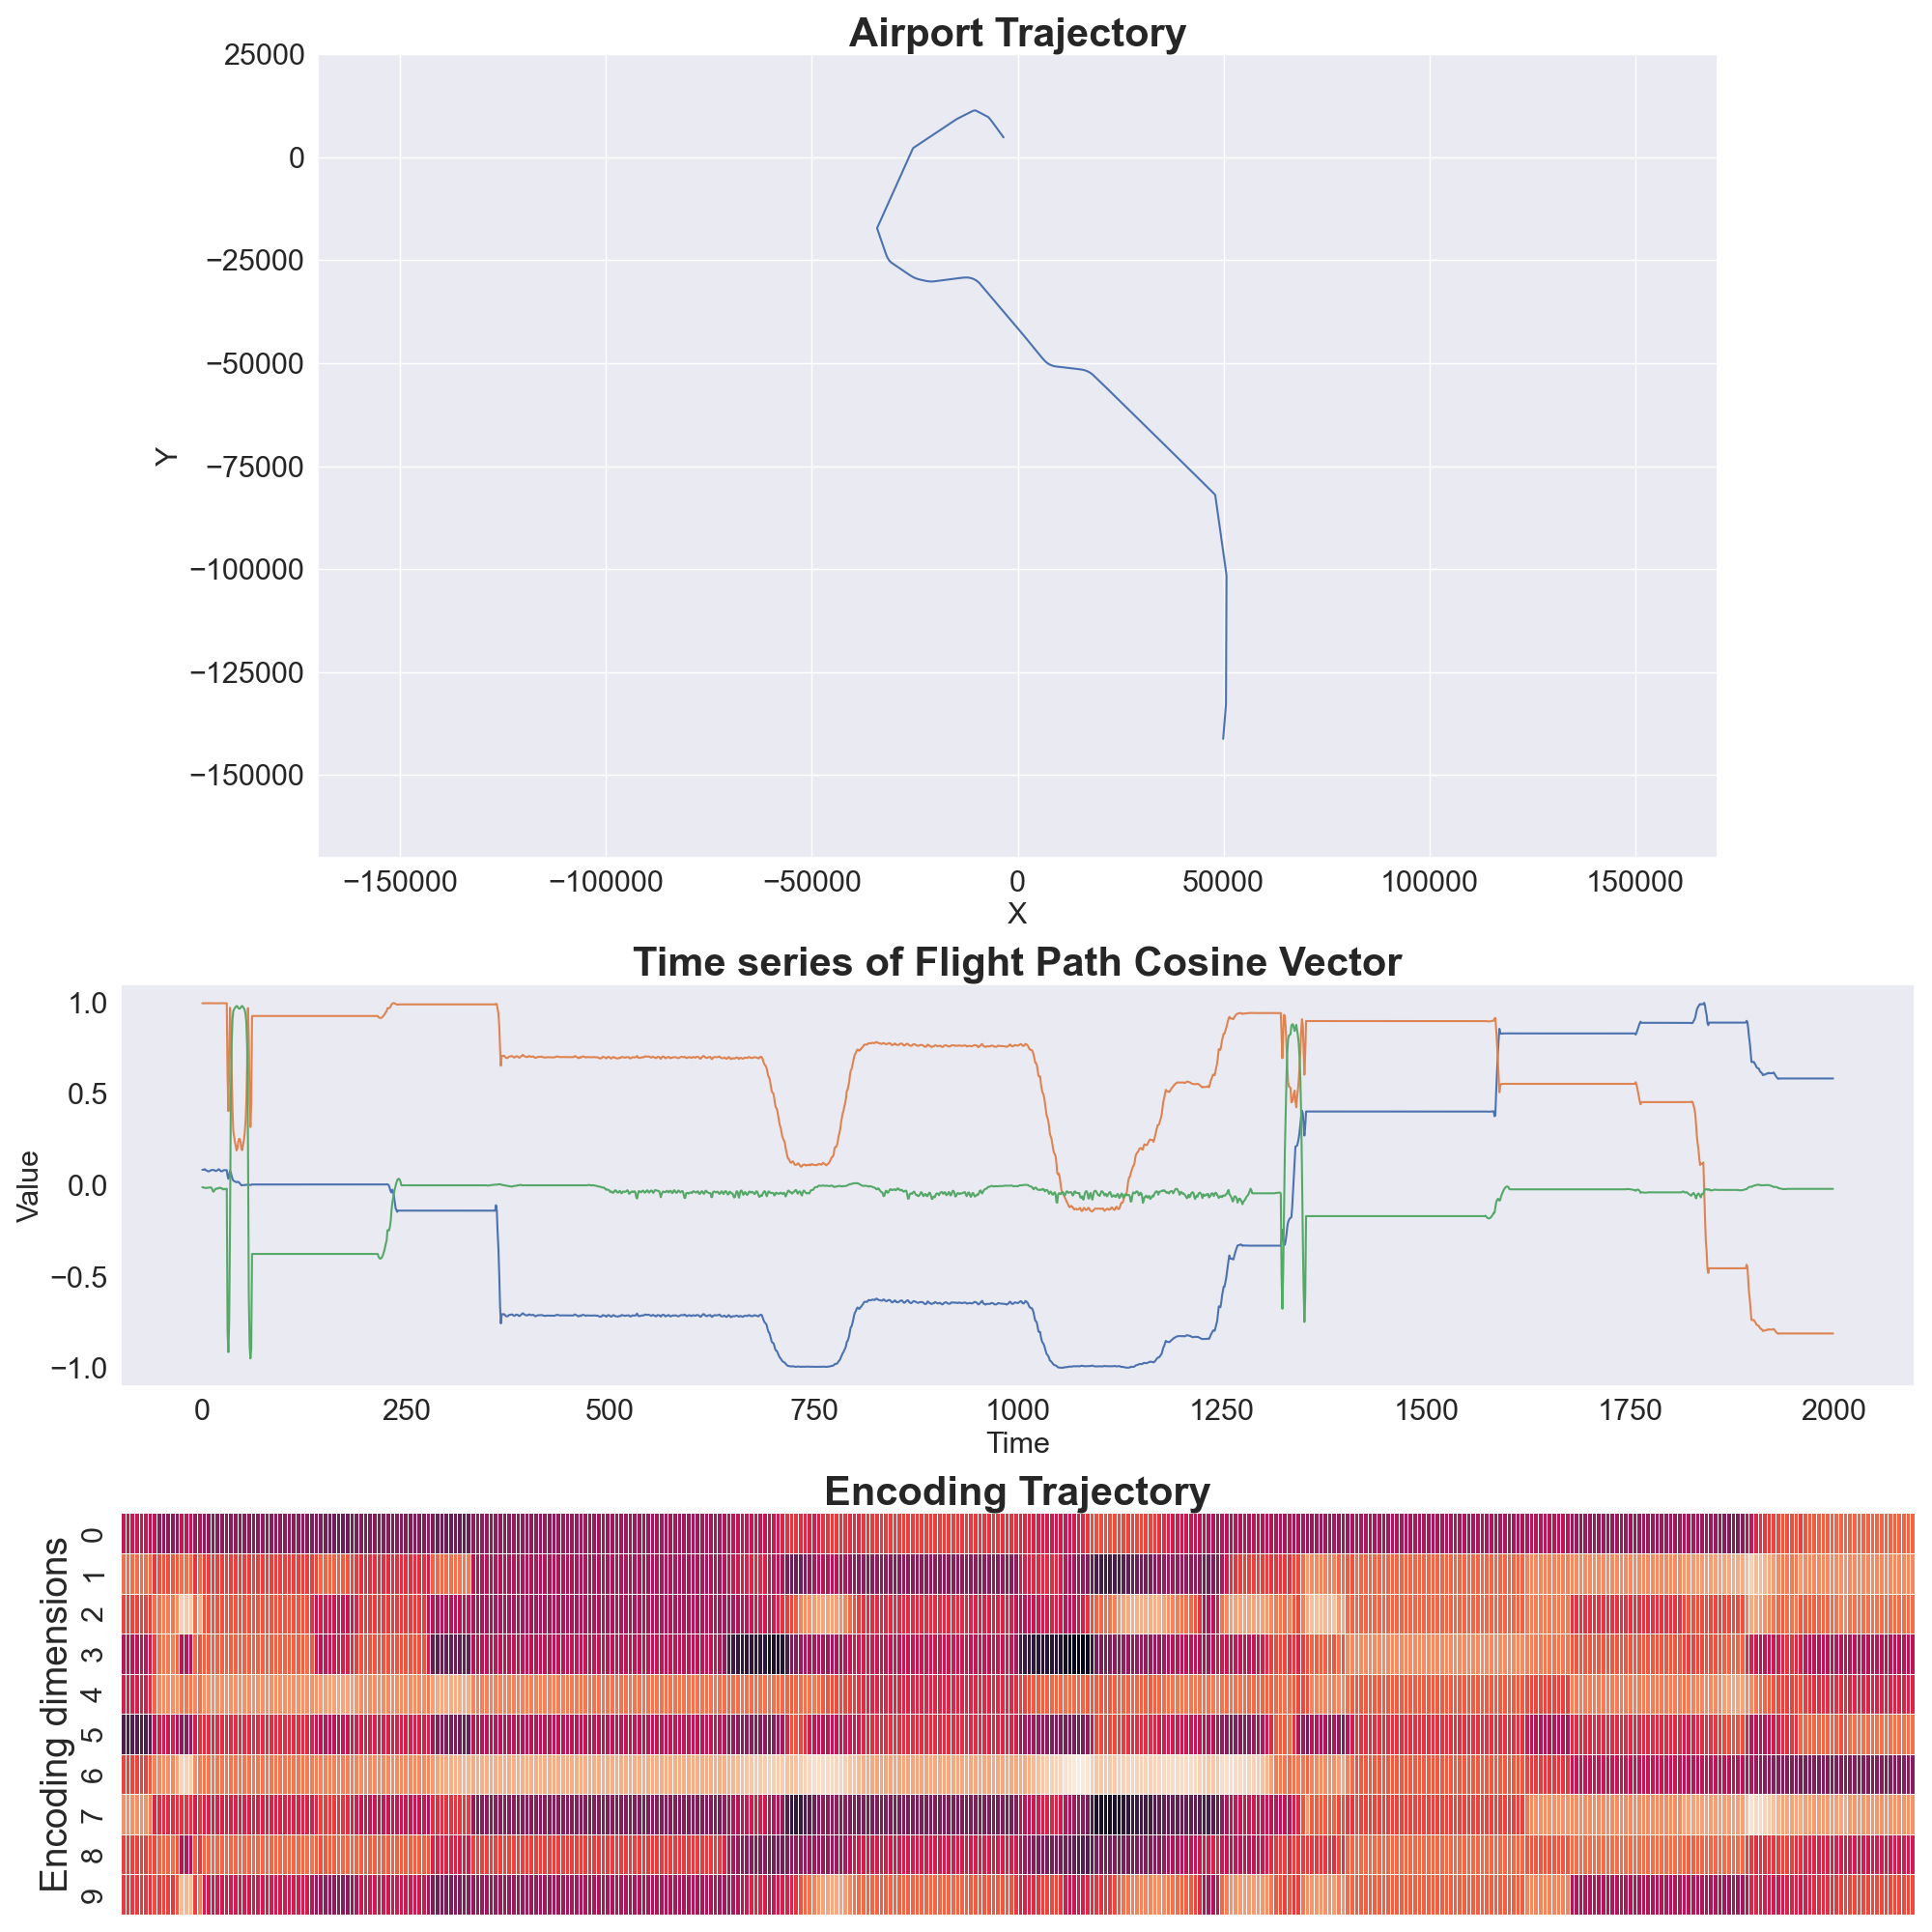 Airport Trajectory
25000
0
−25000
−50000
−75000
−100000
−125000
−150000
Y
−150000 −100000 −50000 0 50000 100000 150000
X
Time series of Flight Path Cosine Vector
1.0
0.5
0.0
−0.5
−1.0
Value
0 250 500 750 1000 1250 1500 1750 2000
Time
Encoding Trajectory
Encoding dimensions
0
1
2
3
4
5
6
7
8
9